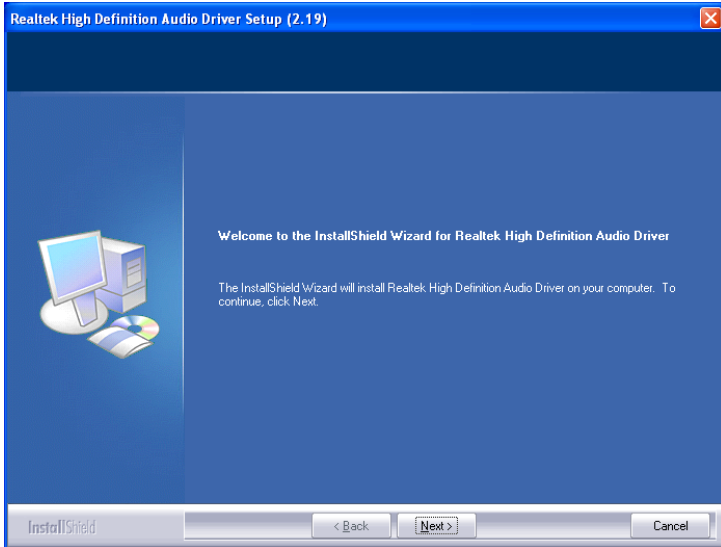 Realtek High Definition Audio Driver Setup (2.19)
Welcome to the InstallShield Wizard for Realtek High Definition Audio Driver
The InstallShield Wizard will install Realtek High Definition Audio Driver on your computer. To
continue, click Next.
InstallShield
< Back
Next >
Cancel